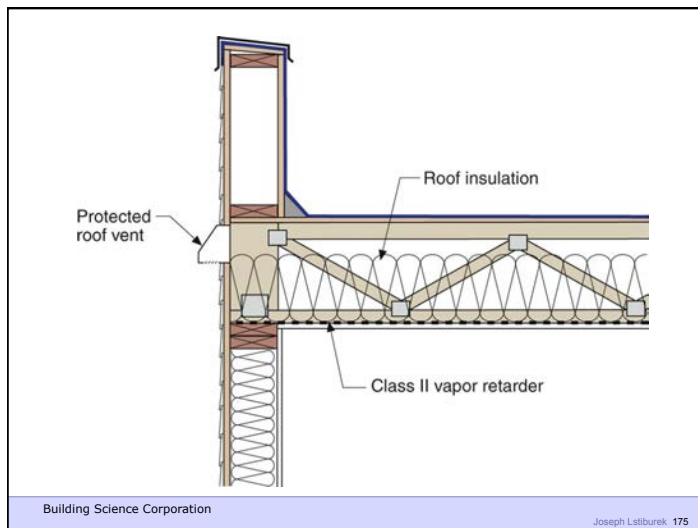 Roof insulation
Protected
roof vent
Class II vapor retarder
Building Science Corporation
Joseph Lstiburek 175